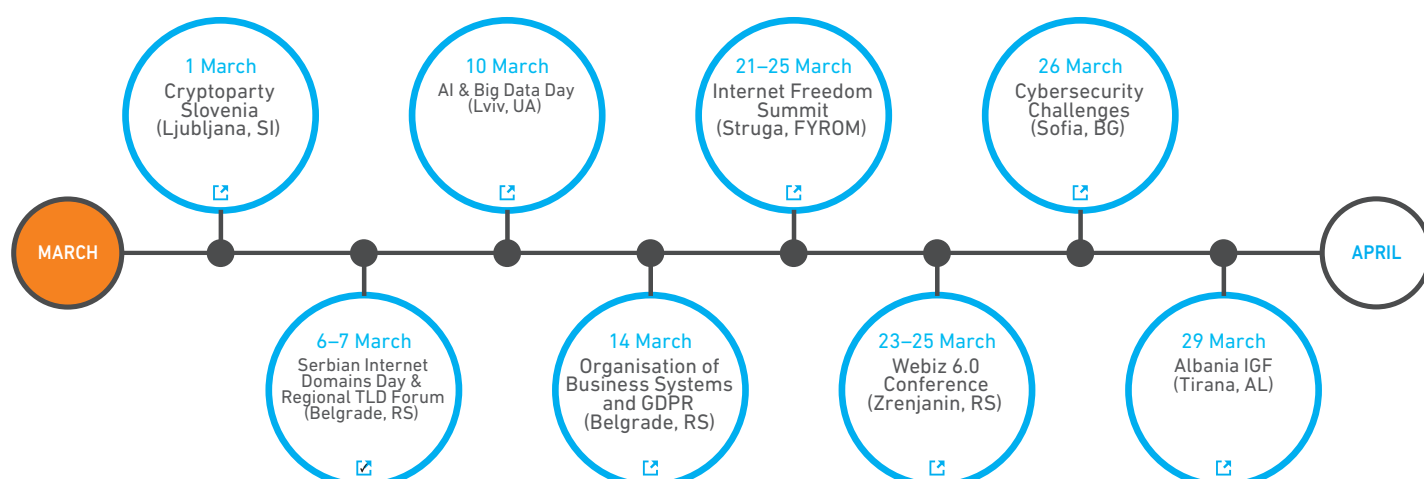 MARCH
1 March
Cryptoparty
Slovenia
(Ljubljana, SI)
6–7 March
Serbian Internet
Domains Day &
Regional TLD Forum
(Belgrade, RS)
10 March
AI & Big Data Day
(Lviv, UA)
14 March
Organisation of
Business Systems
and GDPR
(Belgrade, RS)
21–25 March
Internet Freedom
Summit
(Struga, FYROM)
23–25 March
Webiz 6.0
Conference
(Zrenjanin, RS)
26 March
Cybersecurity
Challenges
(Sofia, BG)
29 March
Albania IGF
(Tirana, AL)
APRIL